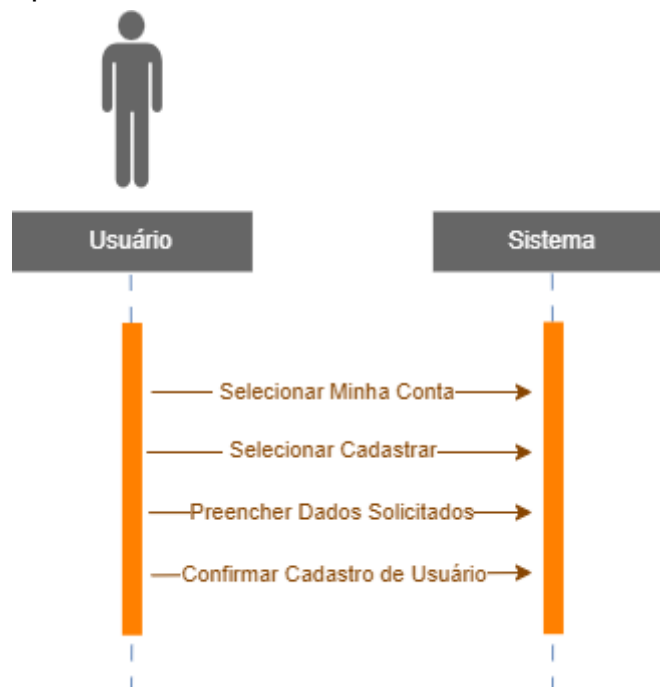 Usuário
Sistema
Selecionar Minha Conta
Selecionar Cadastrar
Preencher Dados Solicitados
Confirmar Cadastro de Usuário